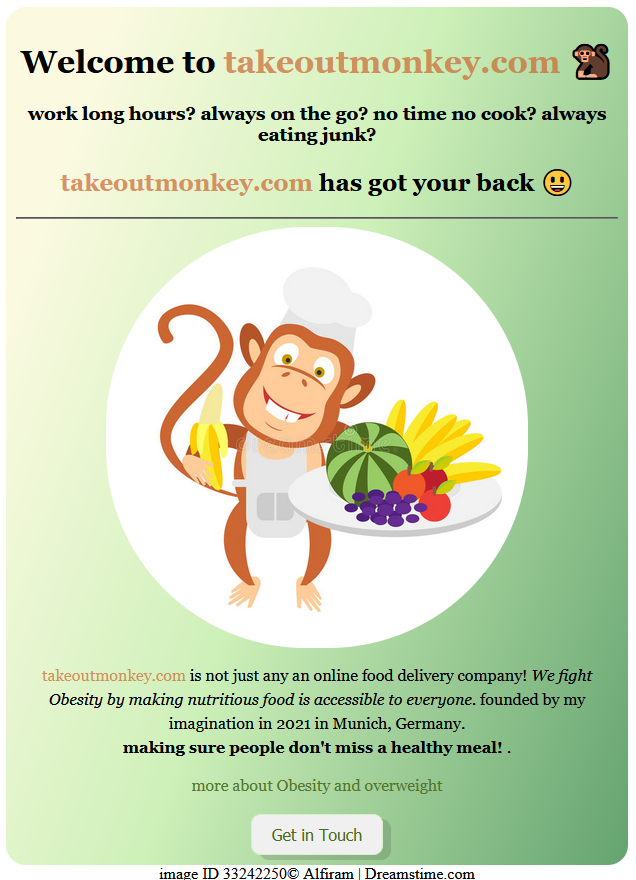 Welcome to takeoutmonkey.com 🐒
work long hours? always on the go? no time no cook? always
eating junk?
takeoutmonkey.com has got your back 😃
takeoutmonkey.com is not just any an online food delivery company! We fight
Obesity by making nutritious food is accessible to everyone. founded by my
imagination in 2021 in Munich, Germany.
making sure people don't miss a healthy meal! .
more about Obesity and overweight
Get in Touch
image ID 33242250© Alfiram | Dreamstime.com